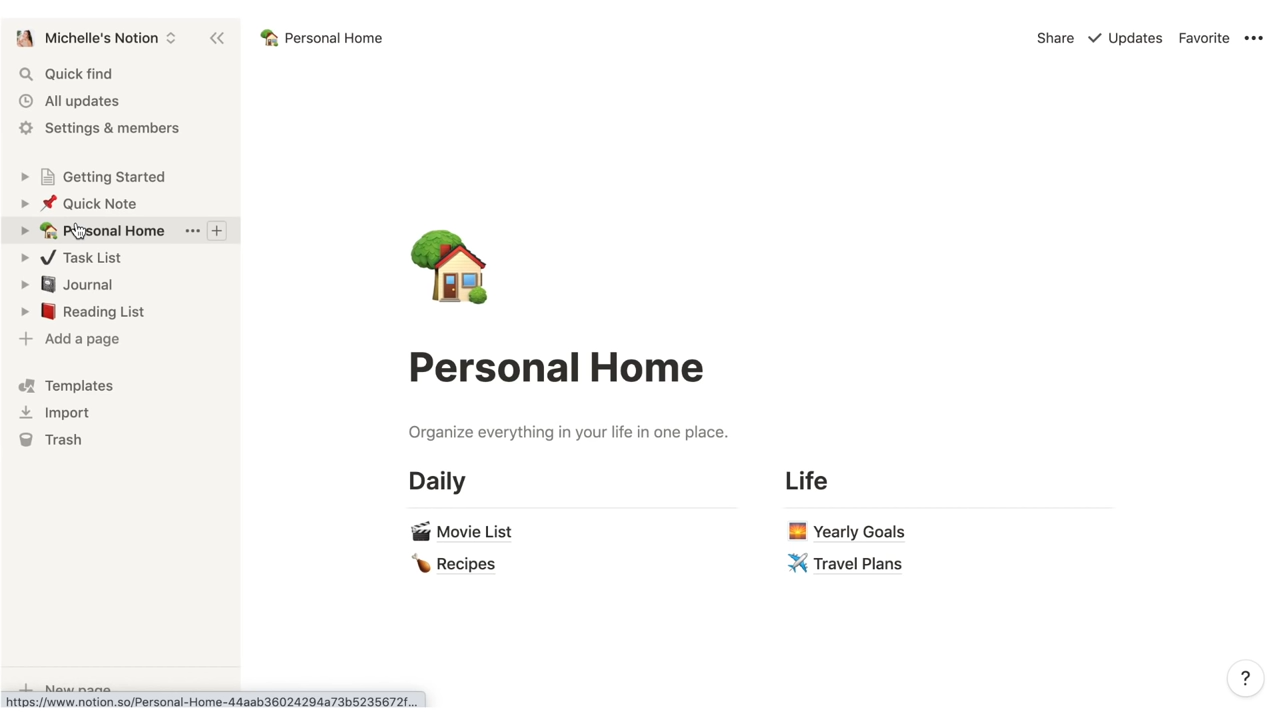 Michelle's Notion
Personal Home
Share
Updates
Favorite
Quick find
All updates
Settings & members
Getting Started
Quick Note
Personal Home
Task List
Journal
Reading List
Add a page
Templates
Import
Trash
New page
Personal Home
Organize everything in your life in one place.
Daily
Movie List
Recipes
Life
Yearly Goals
Travel Plans
?
https://www.notion.so/Personal-Home-44aab36024294a73b5235672f...